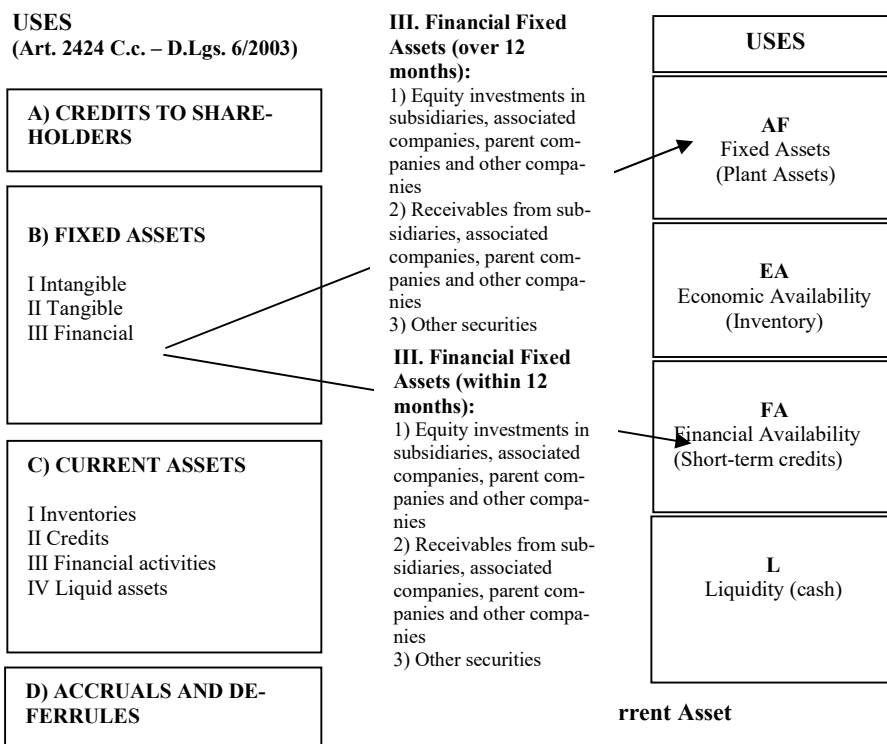 USES
(Art. 2424 C.c. – D.Lgs. 6/2003)
A) CREDITS TO SHARE-
HOLDERS
B) FIXED ASSETS
I Intangible
II Tangible
III Financial
C) CURRENT ASSETS
I Inventories
II Credits
III Financial activities
IV Liquid assets
D) ACCRUALS AND DE-
FERRULES
III. Financial Fixed
Assets (over 12
months):
1) Equity investments in
subsidiaries, associated
companies, parent com-
panies and other compa-
nies
2) Receivables from sub-
sidiaries, associated
companies, parent com-
panies and other compa-
nies
3) Other securities
III. Financial Fixed
Assets (within 12
months):
1) Equity investments in
subsidiaries, associated
companies, parent com-
panies and other compa-
nies
2) Receivables from sub-
sidiaries, associated
companies, parent com-
panies and other compa-
nies
3) Other securities
USES
AF
Fixed Assets
(Plant Assets)
EA
Economic Availability
(Inventory)
FA
Financial Availability
(Short-term credits)
L
Liquidity (cash)
rrent Asset